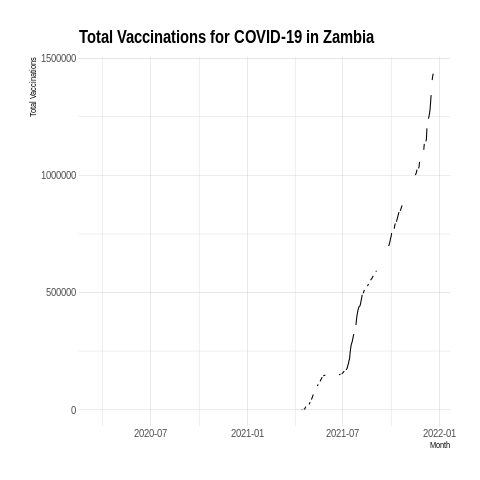 Total Vaccinations for COVID-19 in Zambia
Total Vaccinations
1500000
1000000
500000
0
2020-07
2021-01
2021-07
2022-01
Month